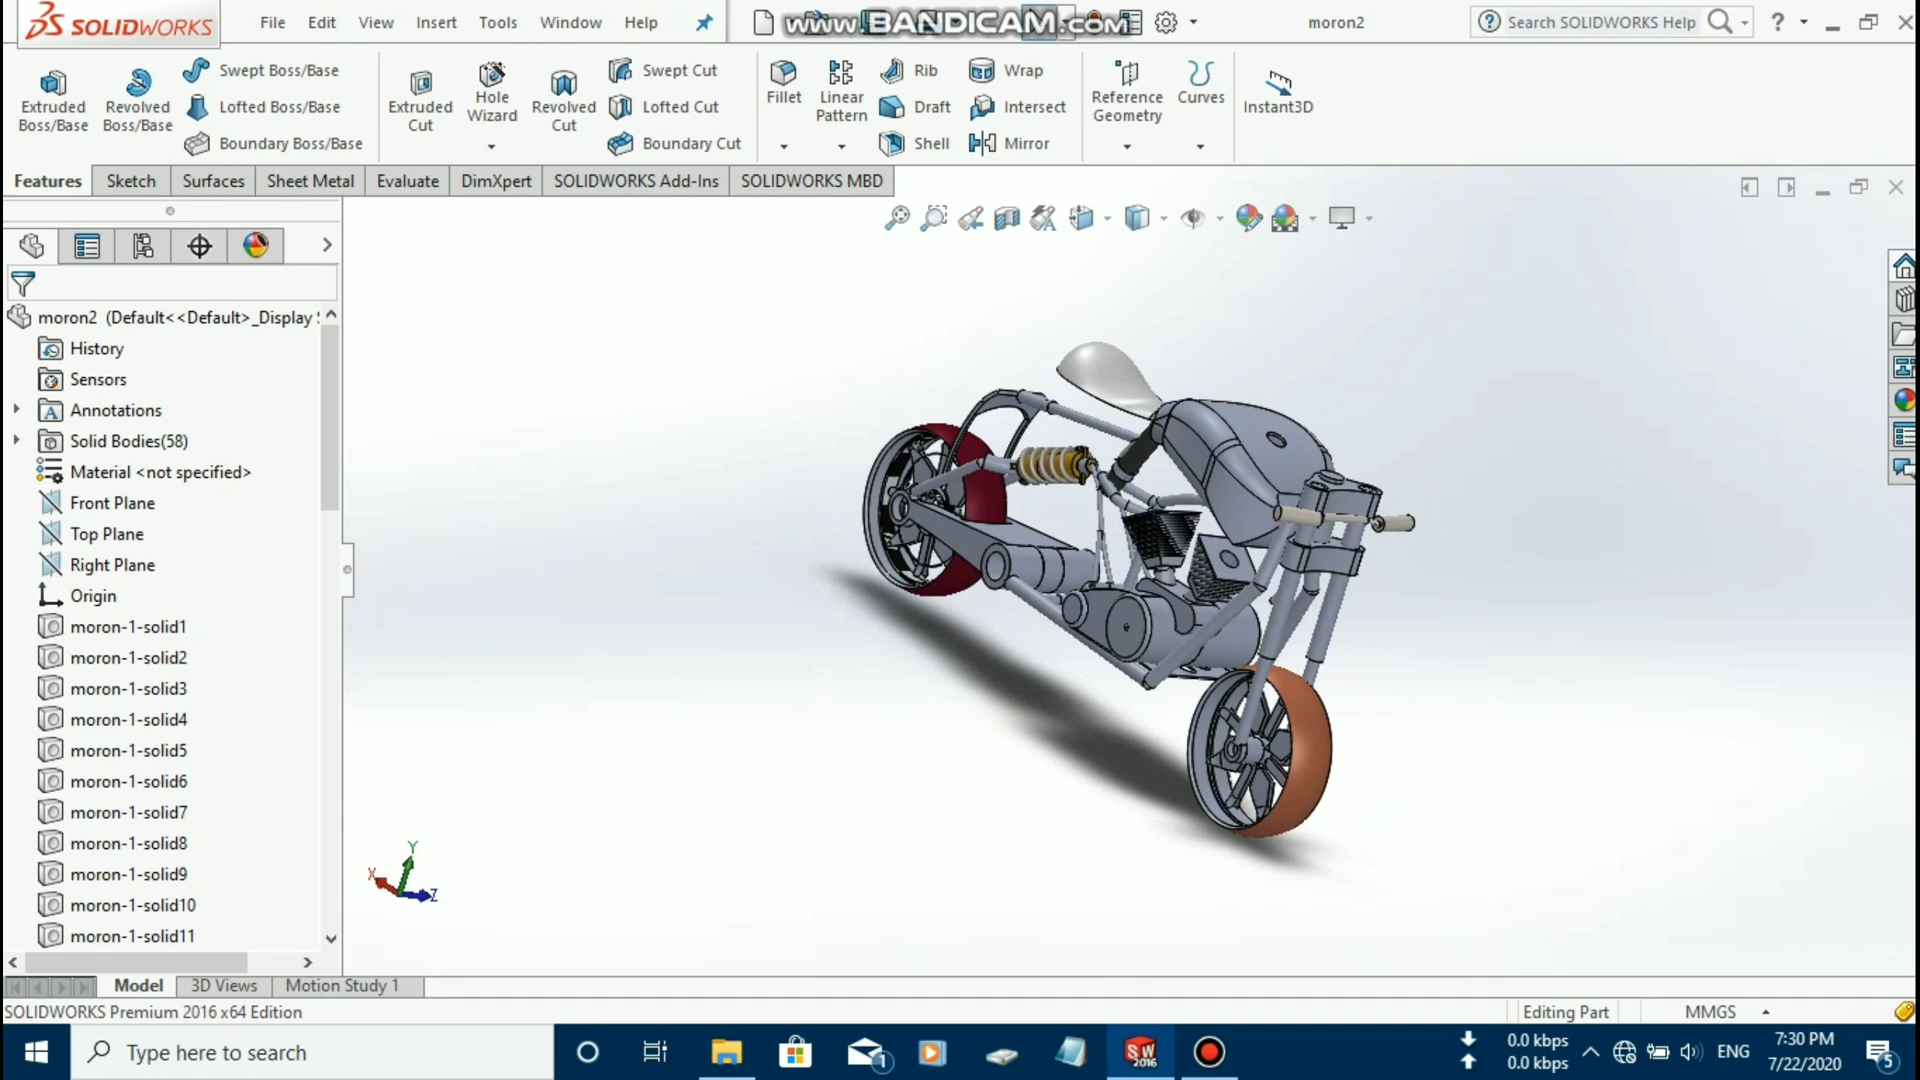 SOLIDWORKS File Edit View Insert Tools Window Help www.BANDICAM.com moron2 Search SOLIDWORKS Help ?
Extruded Boss/Base
Revolved Boss/Base
Swept Boss/Base
Lofted Boss/Base
Boundary Boss/Base
Extruded Cut
Hole Wizard
Revolved Cut
Swept Cut
Lofted Cut
Boundary Cut
Fillet
Linear Pattern
Rib
Draft
Shell
Wrap
Intersect
Mirror
Reference Geometry
Curves
Instant3D
Features Sketch Surfaces Sheet Metal Evaluate DimXpert SOLIDWORKS Add-Ins SOLIDWORKS MBD
moron2 (Default<<Default>_Display
History
Sensors
Annotations
Solid Bodies(58)
Material <not specified>
Front Plane
Top Plane
Right Plane
Origin
moron-1-solid1
moron-1-solid2
moron-1-solid3
moron-1-solid4
moron-1-solid5
moron-1-solid6
moron-1-solid7
moron-1-solid8
moron-1-solid9
moron-1-solid10
moron-1-solid11
Y
X
Z
Model 3D Views Motion Study 1
SOLIDWORKS Premium 2016 x64 Edition Editing Part MMGS
Type here to search
1
SW 2016
0.0 kbps
0.0 kbps
ENG
7:30 PM
7/22/2020
5